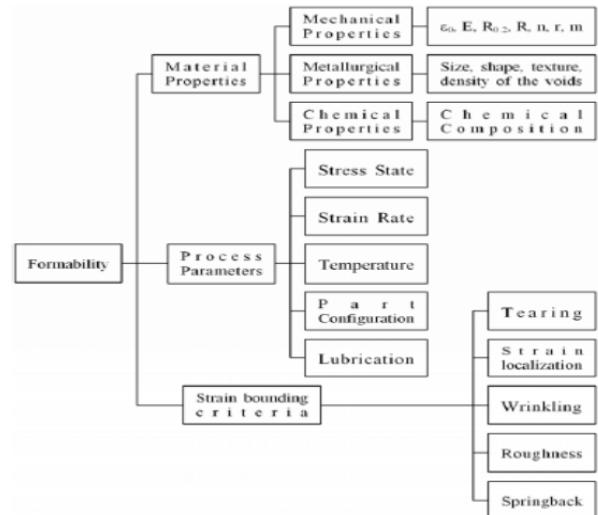 Mechanical
Properties
ε₀, E, R₀.₂, R, n, r, m
Material
Properties
Metallurgical
Properties
Size, shape, texture,
density of the voids
Chemical
Properties
Chemical
Composition
Stress State
Strain Rate
Formability
Process
Parameters
Temperature
Part
Configuration
Lubrication
Strain bounding
criteria
Tearing
Strain
localization
Wrinkling
Roughness
Springback